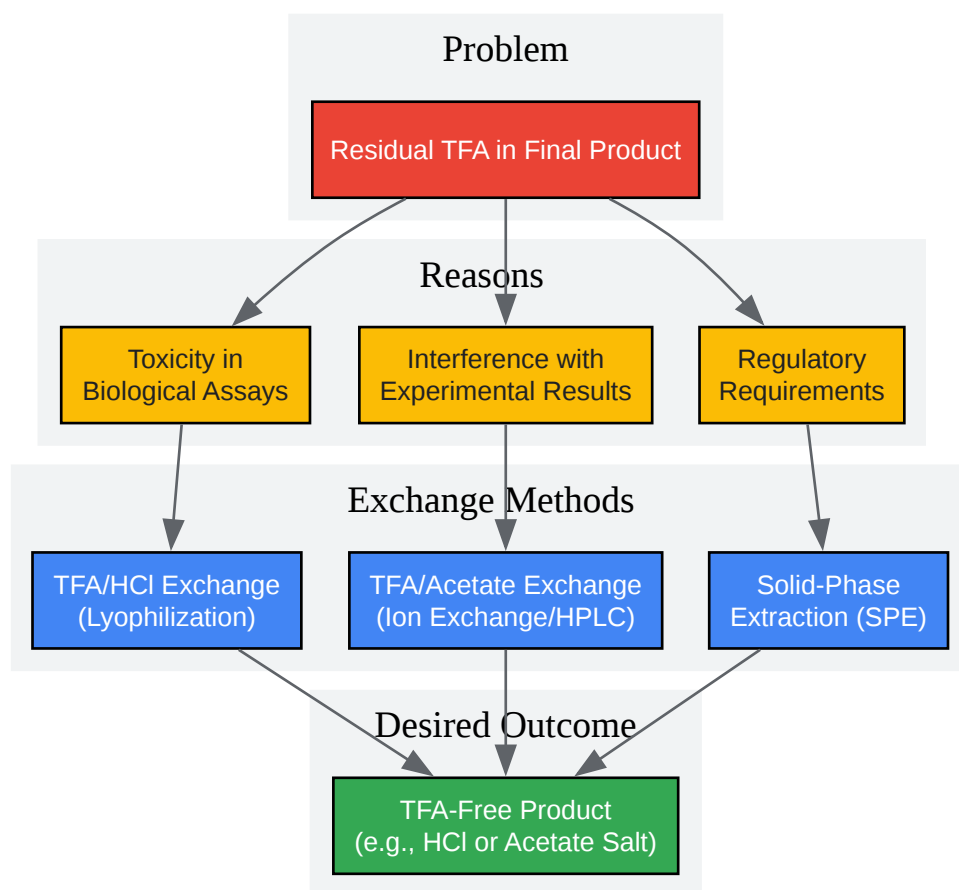 Problem
Residual TFA in Final Product
Reasons
Toxicity in
Biological Assays
Interference with
Experimental Results
Regulatory
Requirements
Exchange Methods
TFA/HCl Exchange
(Lyophilization)
TFA/Acetate Exchange
(Ion Exchange/HPLC)
Solid-Phase
Extraction (SPE)
Desired Outcome
TFA-Free Product
(e.g., HCl or Acetate Salt)